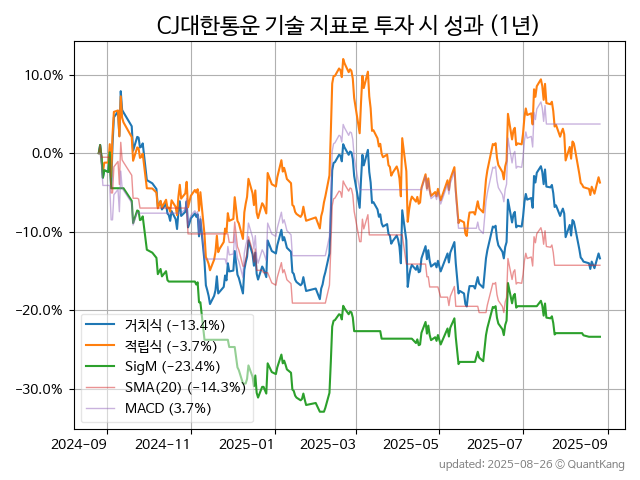 CJ대한통운 기술 지표로 투자 시 성과 (1년)
10.0%
0.0%
−10.0%
−20.0%
−30.0%
거치식 (−13.4%)
적립식 (−3.7%)
SigM (−23.4%)
SMA(20) (−14.3%)
MACD (3.7%)
2024-09 2024-11 2025-01 2025-03 2025-05 2025-07 2025-09
updated: 2025-08-26 © QuantKang